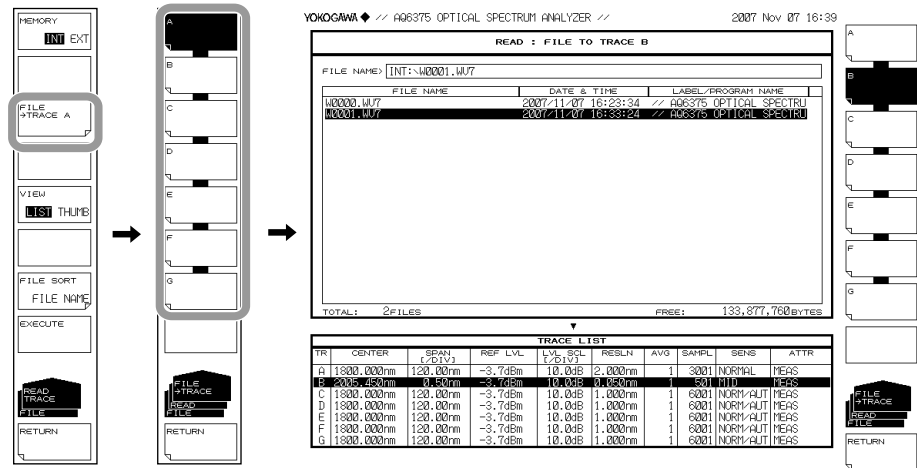 MEMORY
INT EXT
FILE
→TRACE A
VIEW
LIST THUMB
FILE SORT
FILE NAME
EXECUTE
READ
TRACE
FILE
RETURN
A
B
C
D
E
F
G
FILE
→TRACE
READ
FILE
RETURN
YOKOGAWA ◆ // AQ6375 OPTICAL SPECTRUM ANALYZER // 2007 Nov 07 16:39
READ : FILE TO TRACE B
FILE NAME> INT:\W0001.WV7
FILE NAME DATE & TIME LABEL/PROGRAM NAME
W0000.WV7 2007/11/07 16:23:34 // AQ6375 OPTICAL SPECTRU
W0001.WV7 2007/11/07 16:33:24 // AQ6375 OPTICAL SPECTRU
TOTAL: 2FILES FREE: 133,877,760BYTES
▼
TRACE LIST
TR CENTER SPAN [/DIV] REF LVL LVL SCL [/DIV] RESLN AVG SAMPL SENS ATTR
A 1800.000nm 120.00nm -3.7dBm 10.0dB 2.000nm 1 3001 NORMAL MEAS
B 2005.450nm 0.50nm -3.7dBm 10.0dB 0.050nm 1 501 MID MEAS
C 1800.000nm 120.00nm -3.7dBm 10.0dB 1.000nm 1 6001 NORM/AUT MEAS
D 1800.000nm 120.00nm -3.7dBm 10.0dB 1.000nm 1 6001 NORM/AUT MEAS
E 1800.000nm 120.00nm -3.7dBm 10.0dB 1.000nm 1 6001 NORM/AUT MEAS
F 1800.000nm 120.00nm -3.7dBm 10.0dB 1.000nm 1 6001 NORM/AUT MEAS
G 1800.000nm 120.00nm -3.7dBm 10.0dB 1.000nm 1 6001 NORM/AUT MEAS
A
B
C
D
E
F
G
FILE
→TRACE
READ
FILE
RETURN